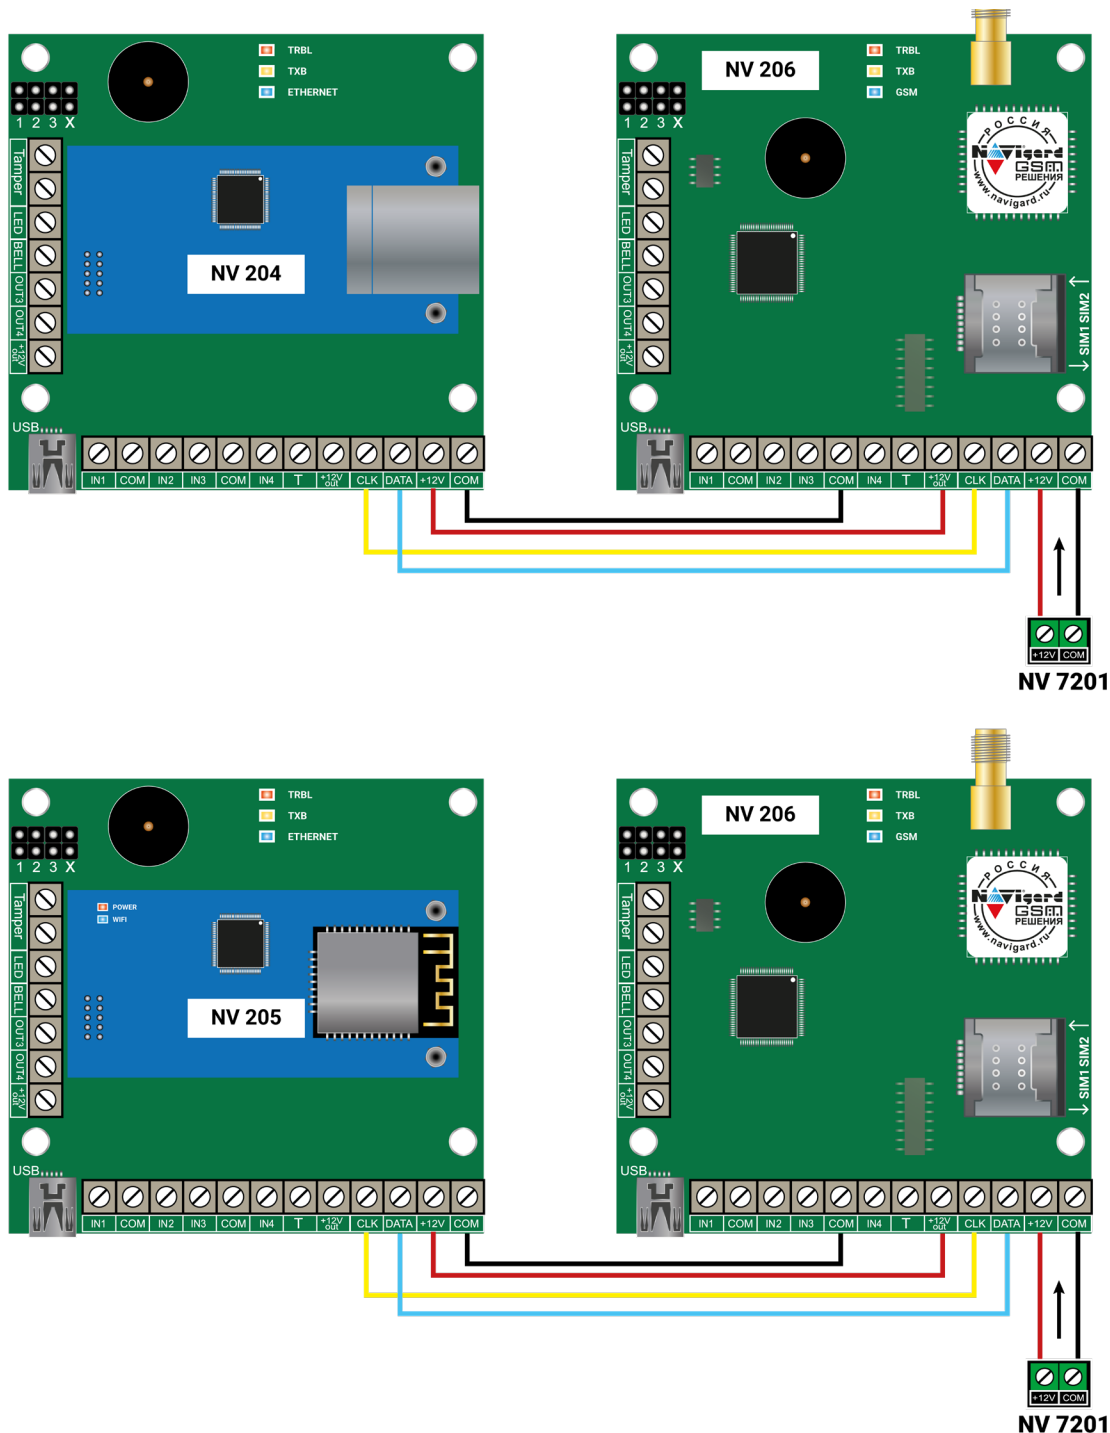 TRBL
TXB
ETHERNET
1 2 3 X
Tamper
LED
BELL
OUT3
OUT4
+12V out
NV 204
USB
IN1 COM IN2 IN3 COM IN4 T +12V out CLK DATA +12V COM
NV 206
TRBL
TXB
GSM
1 2 3 X
РОССИЯ
Navigard
GSM
РЕШЕНИЯ
www.navigard.ru
Tamper
LED
BELL
OUT3
OUT4
+12V out
SIM1 SIM2
USB
IN1 COM IN2 IN3 COM IN4 T +12V out CLK DATA +12V COM
+12V COM
NV 7201
TRBL
TXB
ETHERNET
1 2 3 X
POWER
WIFI
Tamper
LED
BELL
OUT3
OUT4
+12V out
NV 205
USB
IN1 COM IN2 IN3 COM IN4 T +12V out CLK DATA +12V COM
NV 206
TRBL
TXB
GSM
1 2 3 X
РОССИЯ
Navigard
GSM
РЕШЕНИЯ
www.navigard.ru
Tamper
LED
BELL
OUT3
OUT4
+12V out
SIM1 SIM2
USB
IN1 COM IN2 IN3 COM IN4 T +12V out CLK DATA +12V COM
+12V COM
NV 7201